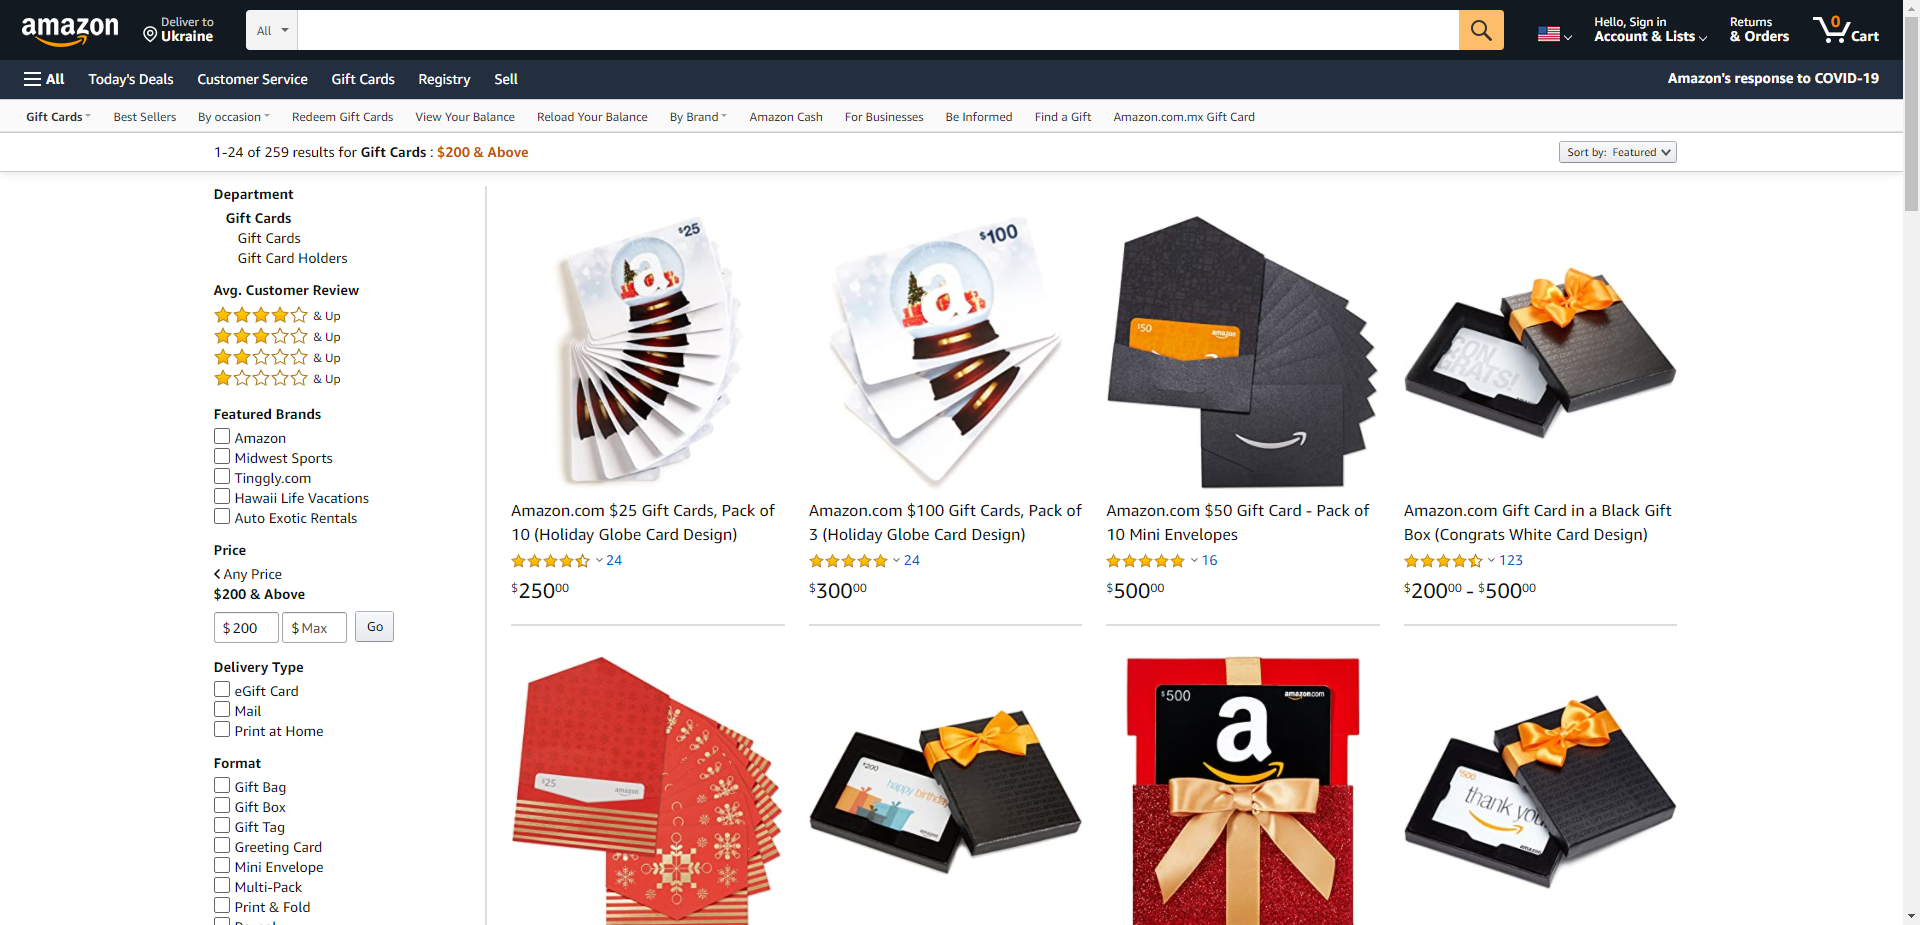 amazon
Deliver to
Ukraine
All
Hello, Sign in
Account & Lists
Returns
& Orders
0
Cart
All
Today's Deals
Customer Service
Gift Cards
Registry
Sell
Amazon's response to COVID-19
Gift Cards
Best Sellers
By occasion
Redeem Gift Cards
View Your Balance
Reload Your Balance
By Brand
Amazon Cash
For Businesses
Be Informed
Find a Gift
Amazon.com.mx Gift Card
1-24 of 259 results for Gift Cards : $200 & Above
Sort by: Featured
Department
Gift Cards
Gift Cards
Gift Card Holders
Avg. Customer Review
& Up
& Up
& Up
& Up
Featured Brands
Amazon
Midwest Sports
Tinggly.com
Hawaii Life Vacations
Auto Exotic Rentals
Price
Any Price
$200 & Above
$ 200
$ Max
Go
Delivery Type
eGift Card
Mail
Print at Home
Format
Gift Bag
Gift Box
Gift Tag
Greeting Card
Mini Envelope
Multi-Pack
Print & Fold
$25
a
Amazon.com $25 Gift Cards, Pack of
10 (Holiday Globe Card Design)
24
$250.00
$100
a
Amazon.com $100 Gift Cards, Pack of
3 (Holiday Globe Card Design)
24
$300.00
$50
amazon
Amazon.com $50 Gift Card - Pack of
10 Mini Envelopes
16
$500.00
CON
GRATS!
Amazon.com Gift Card in a Black Gift
Box (Congrats White Card Design)
123
$200.00 - $500.00
$25
amazon
$200
happy birthday
amazon
$500
amazon.com
a
$500
thank you
amazon